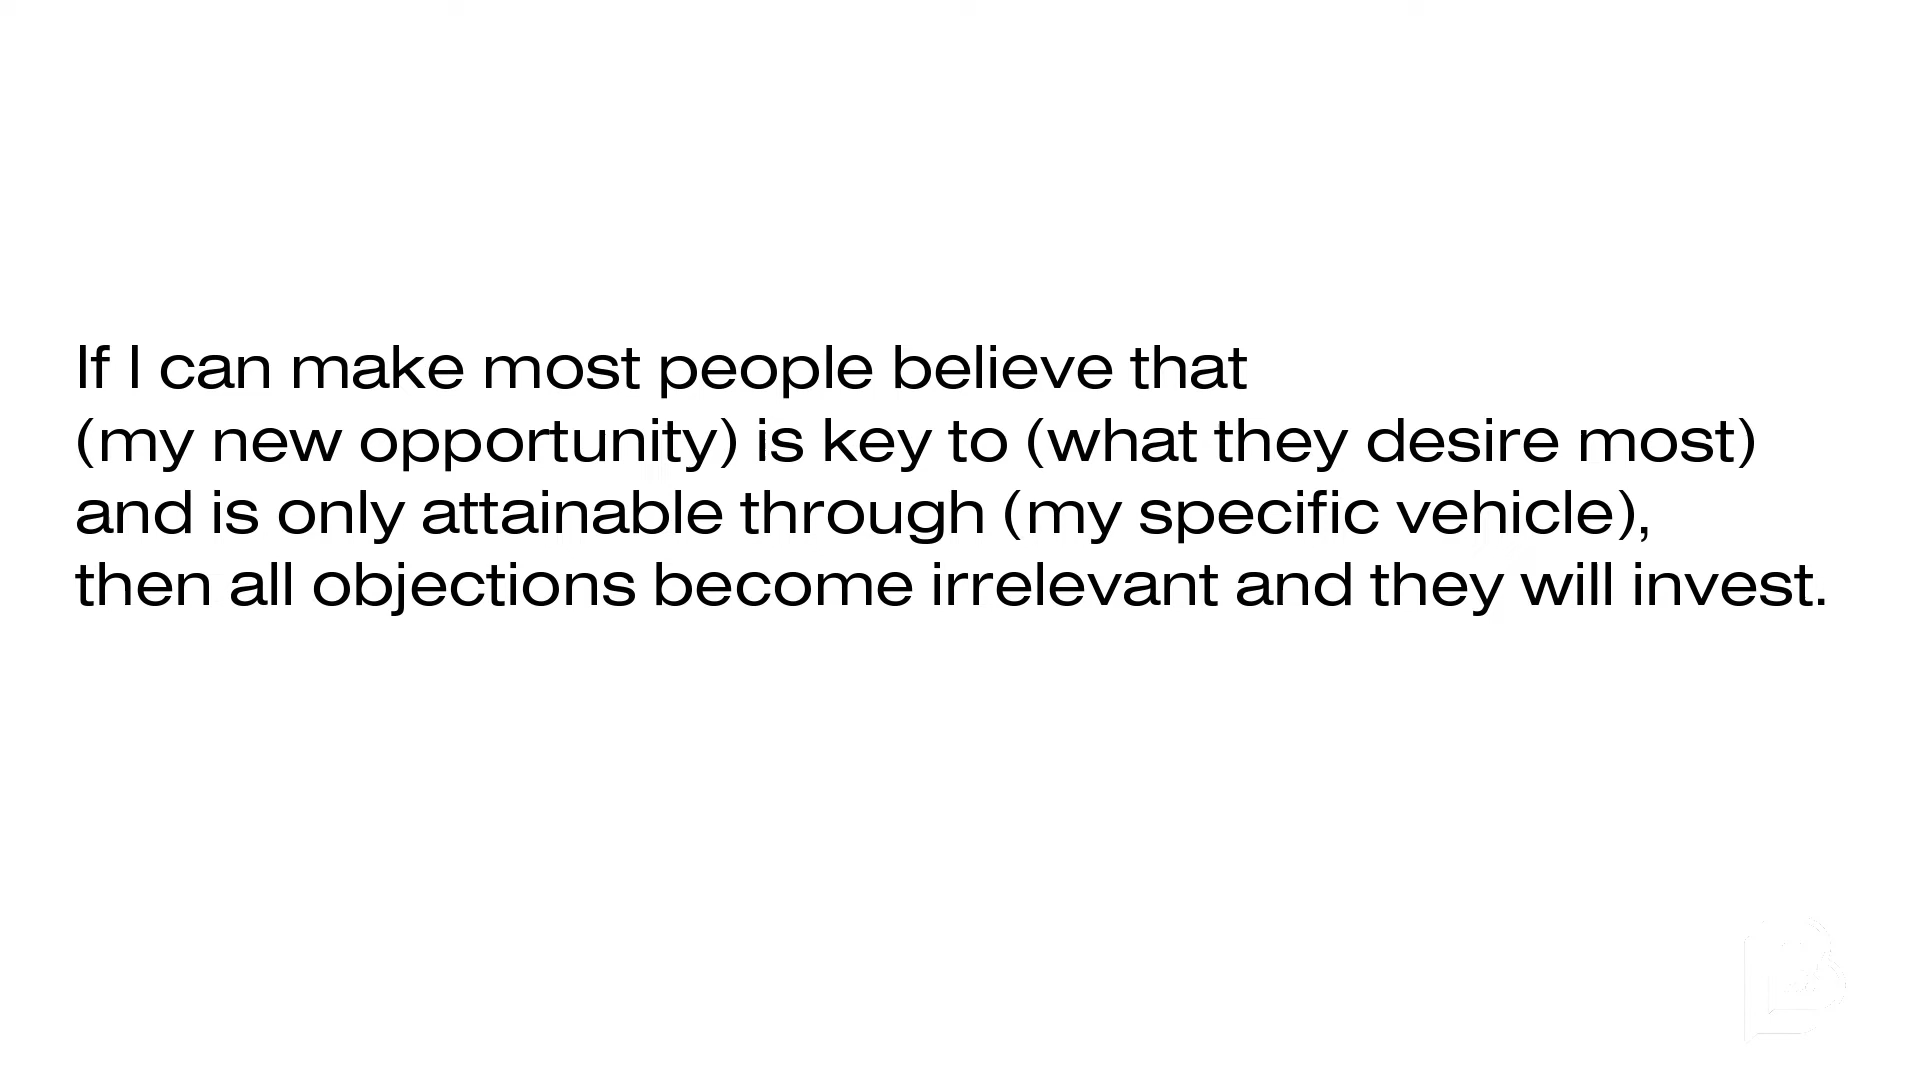 If I can make most people believe that
(my new opportunity) is key to (what they desire most)
and is only attainable through (my specific vehicle),
then all objections become irrelevant and they will invest.